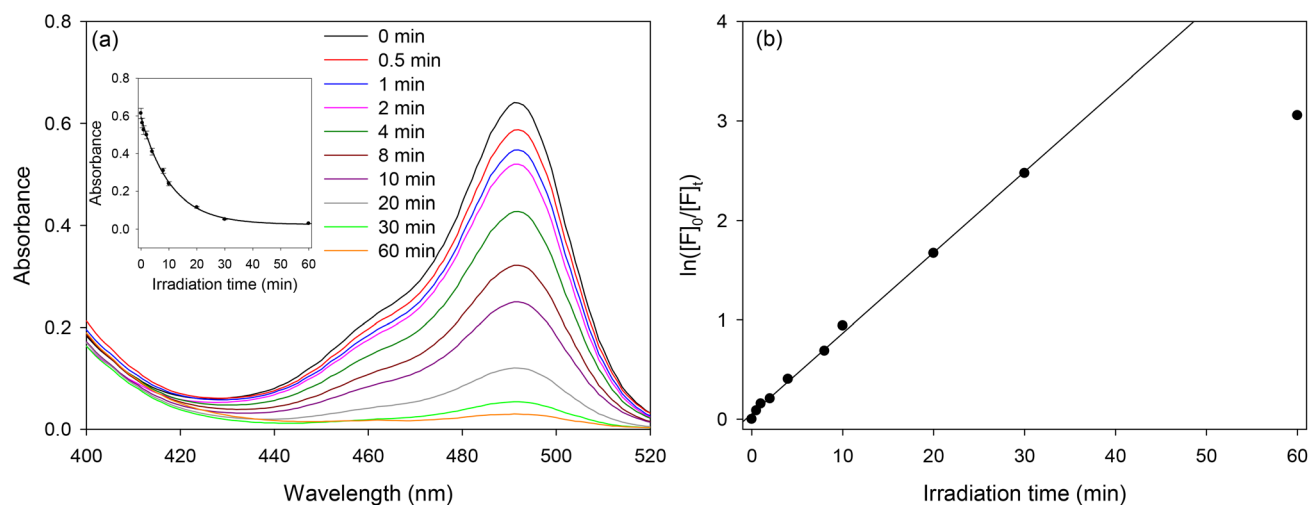 (a)
0.8
0.6
0.4
0.2
0.0
Absorbance
400
420
440
460
480
500
520
Wavelength (nm)
0 min
0.5 min
1 min
2 min
4 min
8 min
10 min
20 min
30 min
60 min
0.8
0.6
0.4
0.2
0.0
Absorbance
0 10 20 30 40 50 60
Irradiation time (min)
(b)
4
3
2
1
0
ln([F]0/[F]t)
0
10
20
30
40
50
60
Irradiation time (min)